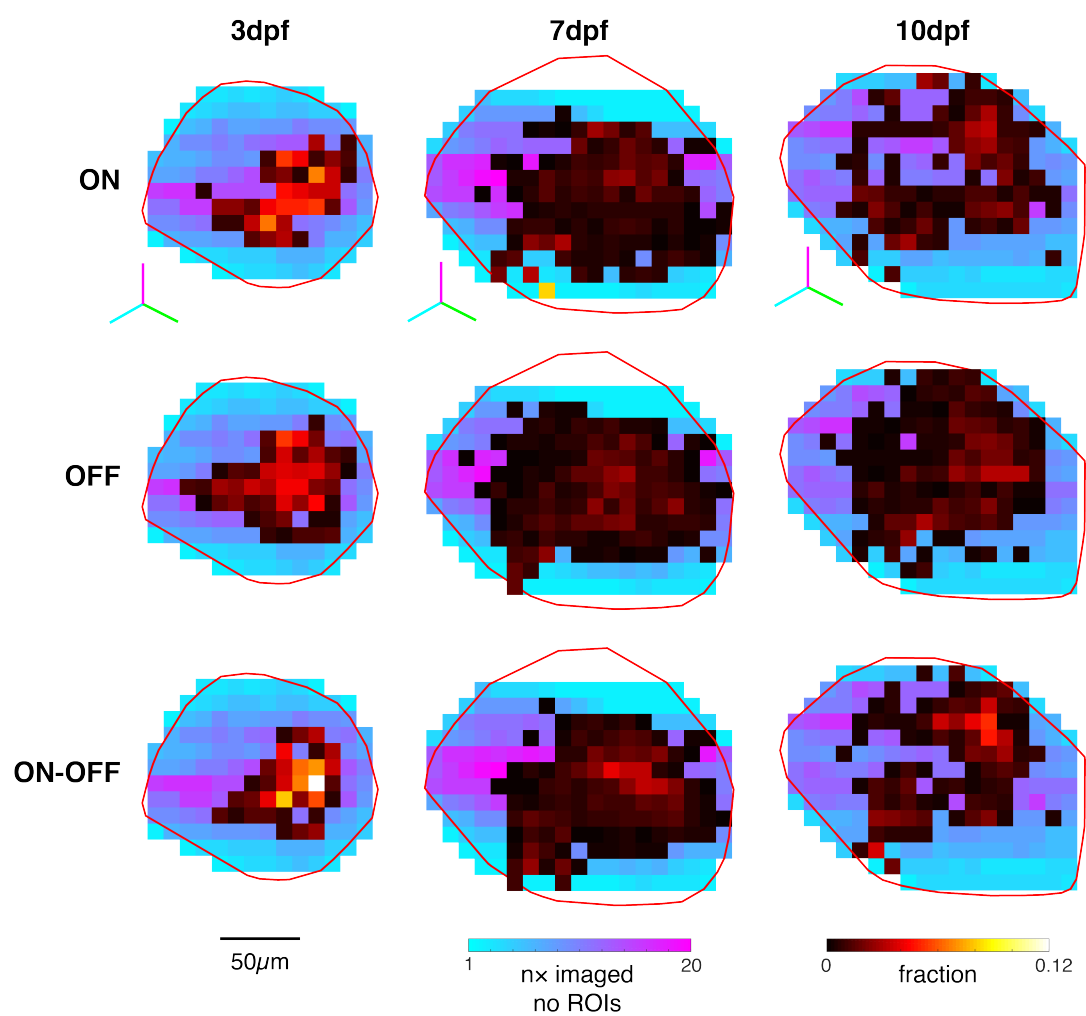 3dpf 7dpf 10dpf
ON
OFF
ON-OFF
50µm
1 20
n× imaged
no ROIs
0 0.12
fraction